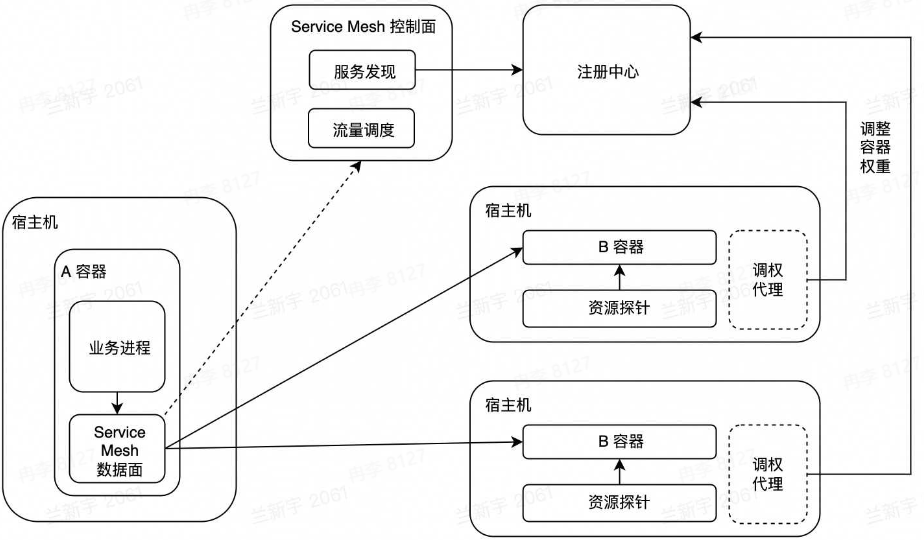 Service Mesh 控制面
服务发现
流量调度
注册中心
调整
容器
权重
宿主机
A 容器
业务进程
Service
Mesh
数据面
宿主机
B 容器
资源探针
调权
代理
宿主机
B 容器
资源探针
调权
代理
冉李 8127
兰新宇 2061